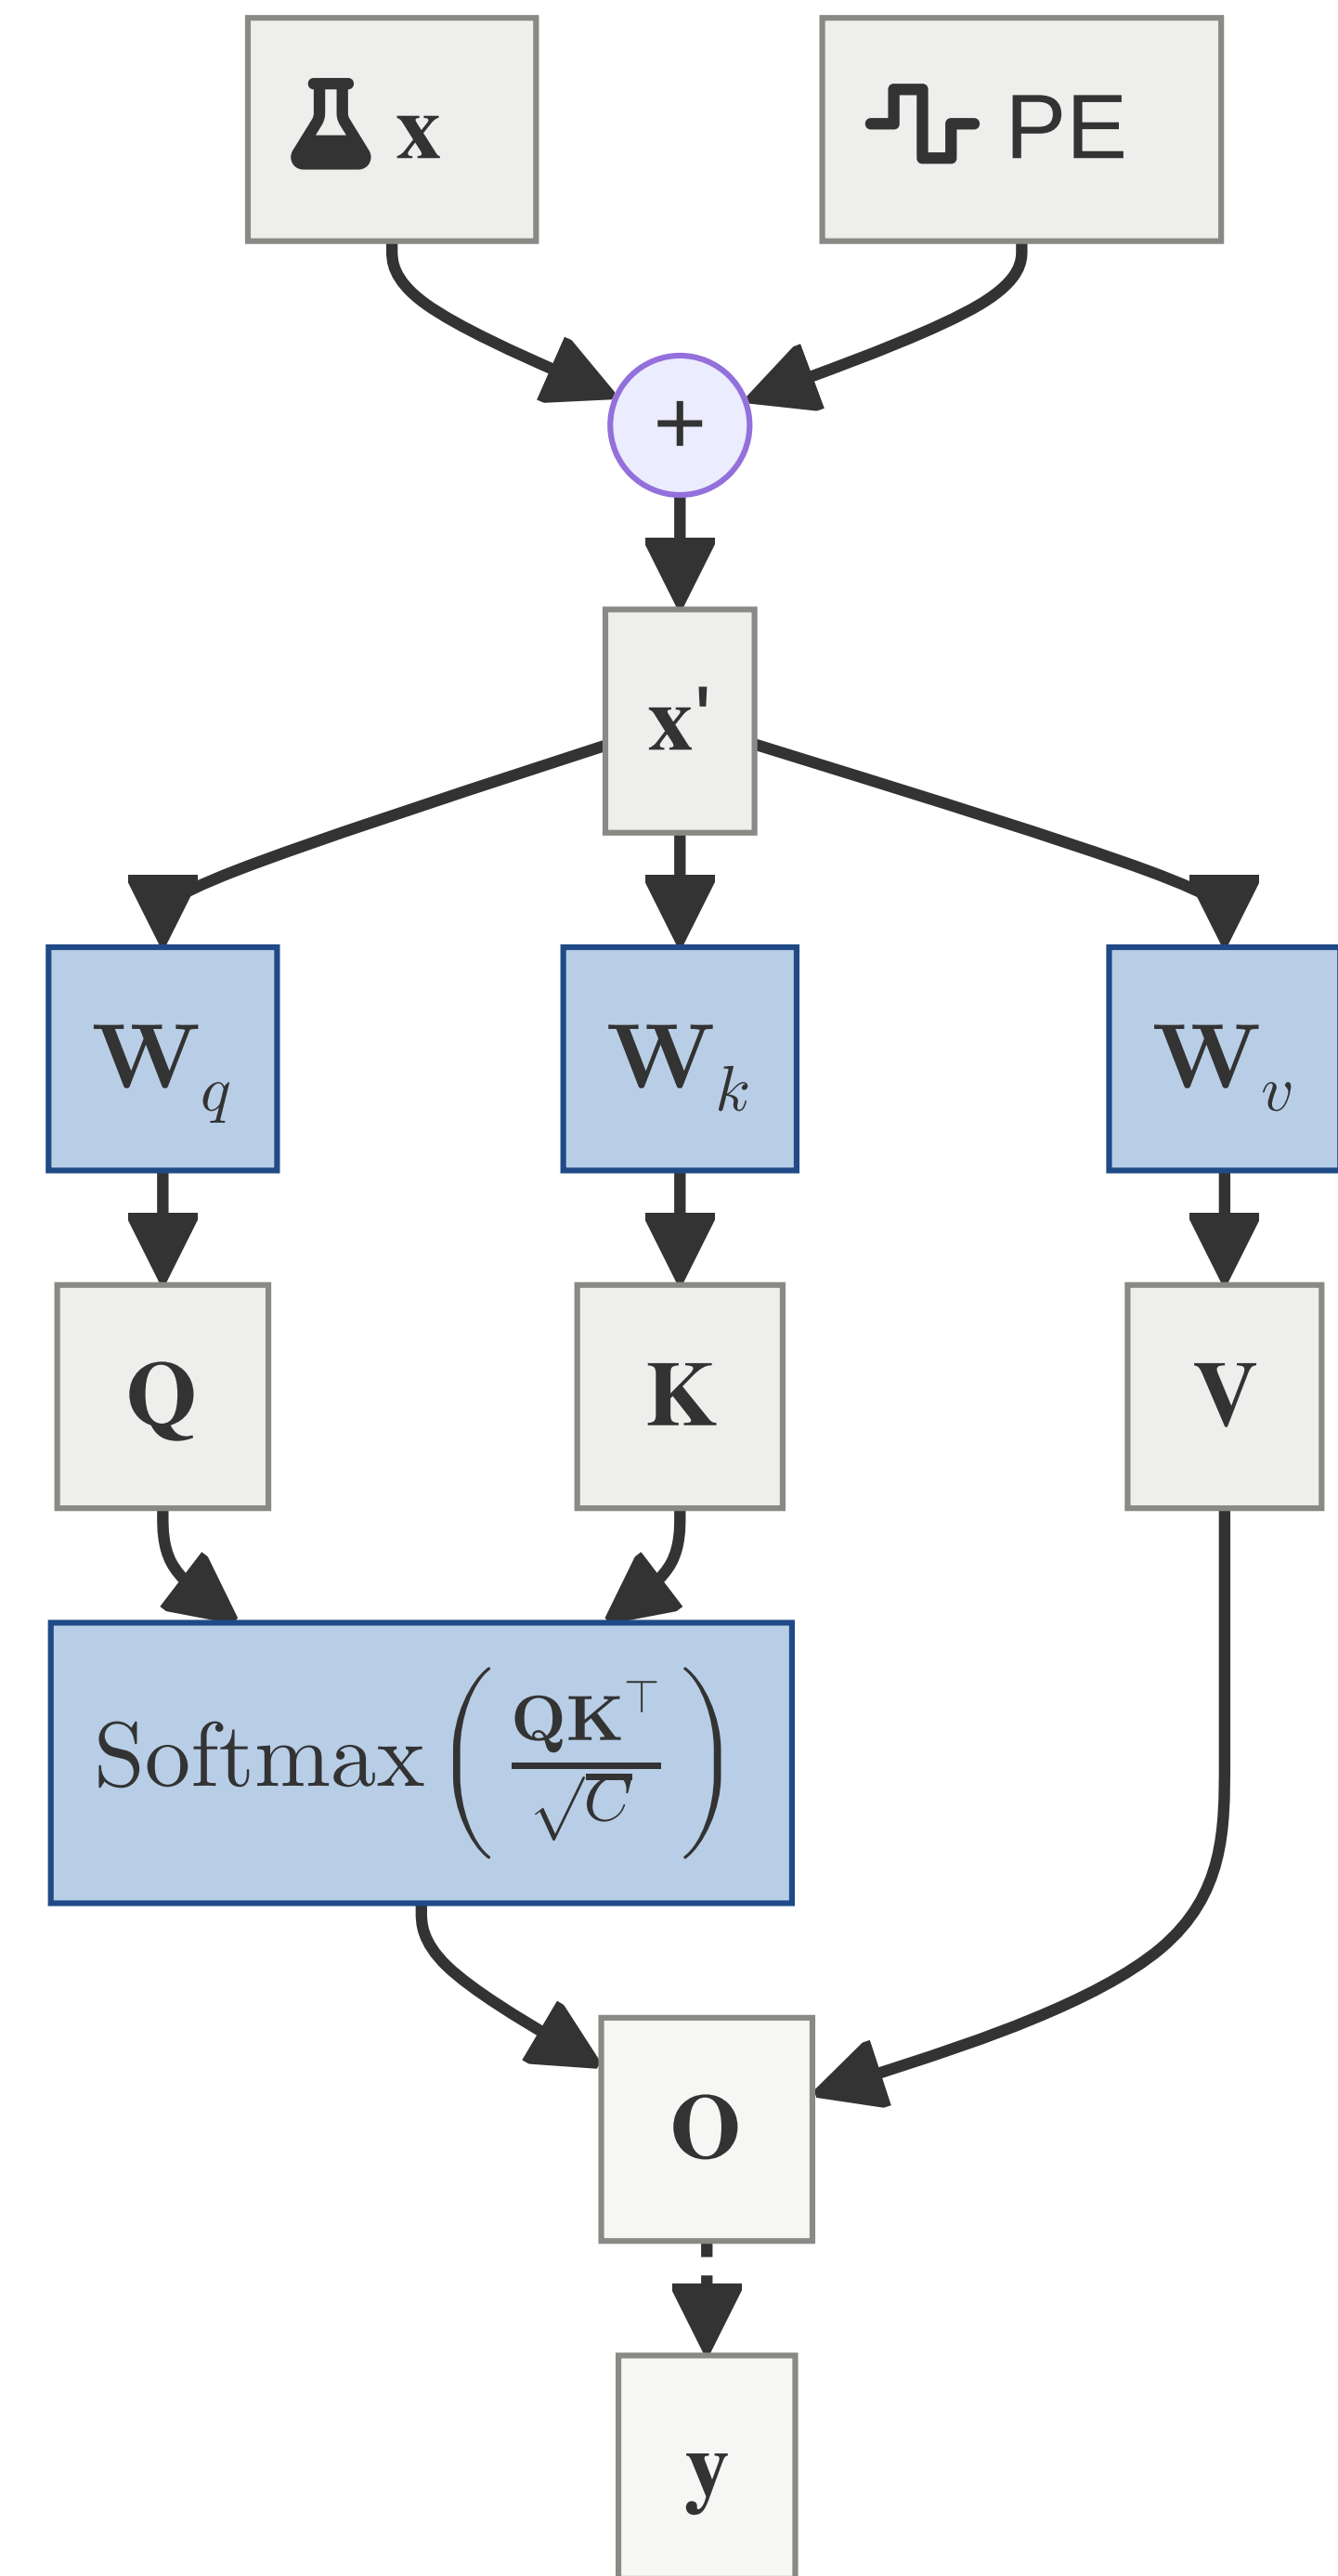 x
PE
+
x'
W_q
W_k
W_v
Q
K
V
Softmax(QK^⊤/√C)
O
y